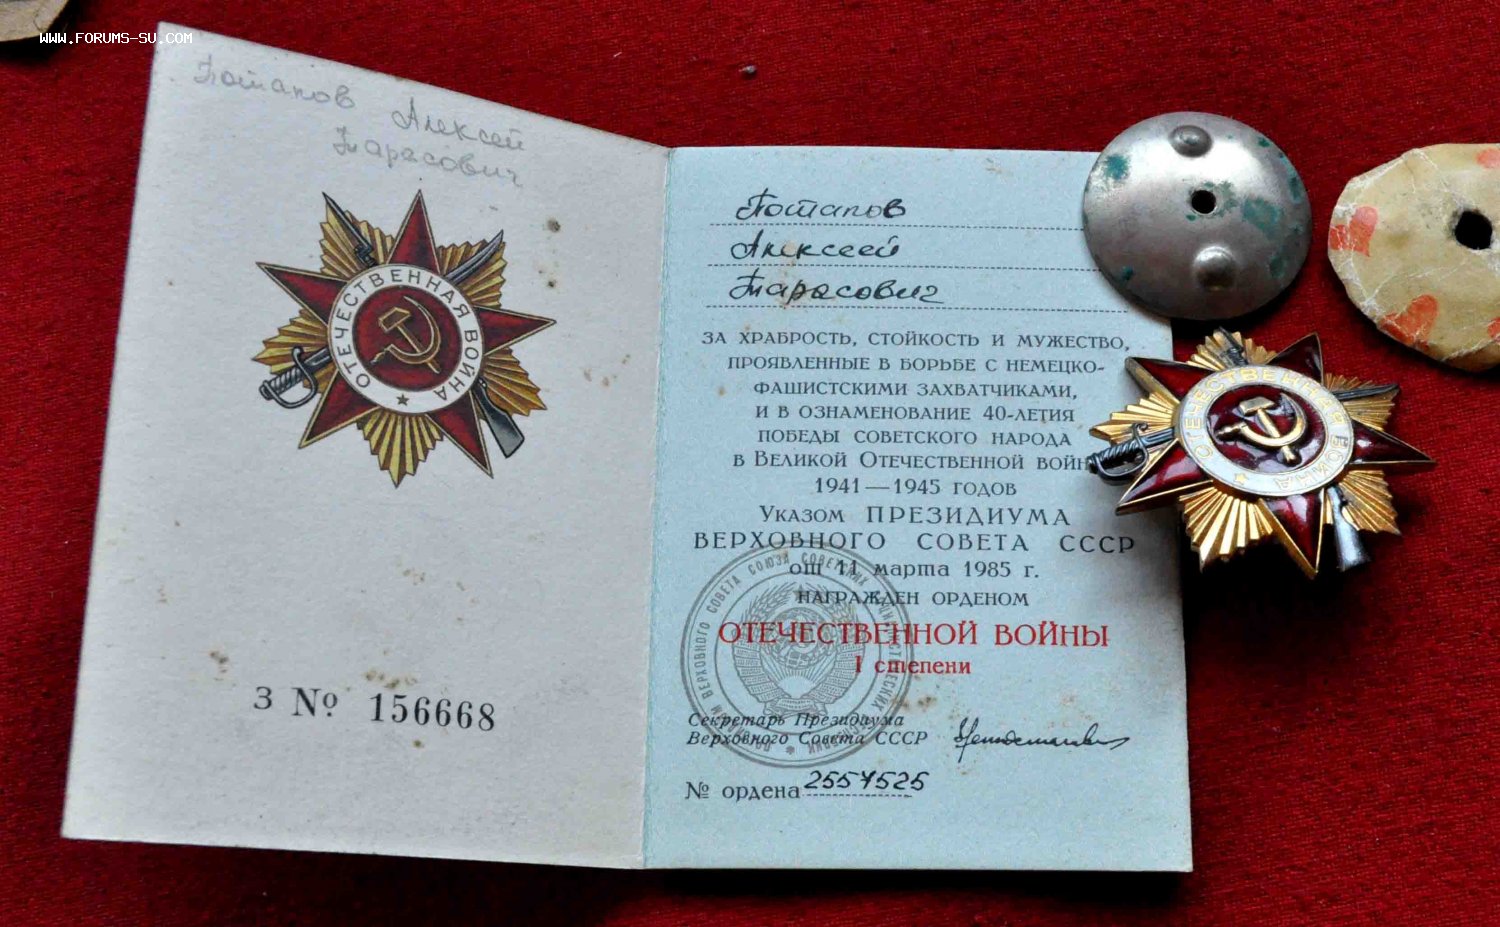 WWW.FORUMS-SU.COM
Потапов
Алексей
Тарасович
ОТЕЧЕСТВЕННАЯ ВОЙНА
З № 156668
Потапов
Алексей
Тарасович
ЗА ХРАБРОСТЬ, СТОЙКОСТЬ И МУЖЕСТВО,
ПРОЯВЛЕННЫЕ В БОРЬБЕ С НЕМЕЦКО-
ФАШИСТСКИМИ ЗАХВАТЧИКАМИ,
И В ОЗНАМЕНОВАНИЕ 40-ЛЕТИЯ
ПОБЕДЫ СОВЕТСКОГО НАРОДА
В ВЕЛИКОЙ ОТЕЧЕСТВЕННОЙ ВОЙН
1941—1945 ГОДОВ
УКАЗОМ ПРЕЗИДИУМА
ВЕРХОВНОГО СОВЕТА СССР
от 11 марта 1985 г.
НАГРАЖДЕН ОРДЕНОМ
ОТЕЧЕСТВЕННОЙ ВОЙНЫ
I степени
Секретарь Президиума
Верховного Совета СССР
№ ордена 2557525
ОТЕЧЕСТВЕННАЯ ВОЙНА